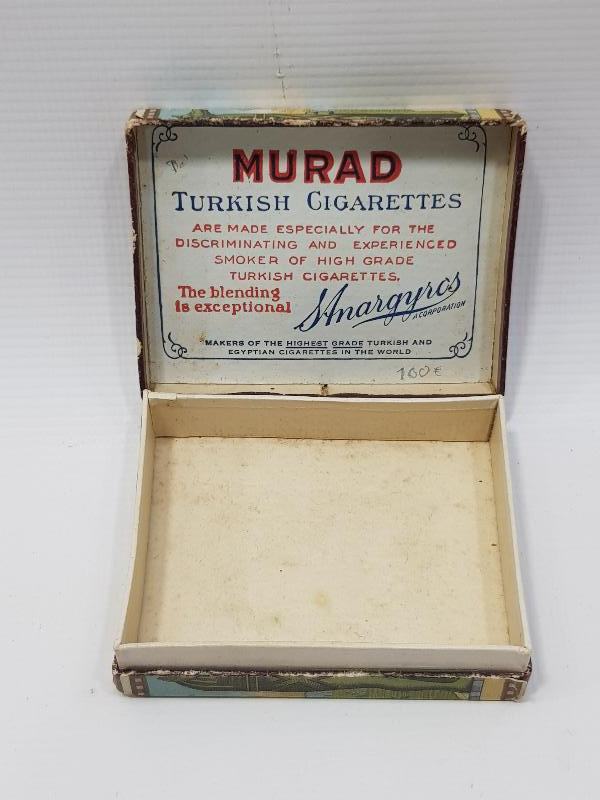 MURAD
TURKISH CIGARETTES
ARE MADE ESPECIALLY FOR THE
DISCRIMINATING AND EXPERIENCED
SMOKER OF HIGH GRADE
TURKISH CIGARETTES.
The blending
is exceptional
S. Anargyros
A CORPORATION
MAKERS OF THE HIGHEST GRADE TURKISH AND
EGYPTIAN CIGARETTES IN THE WORLD
100€